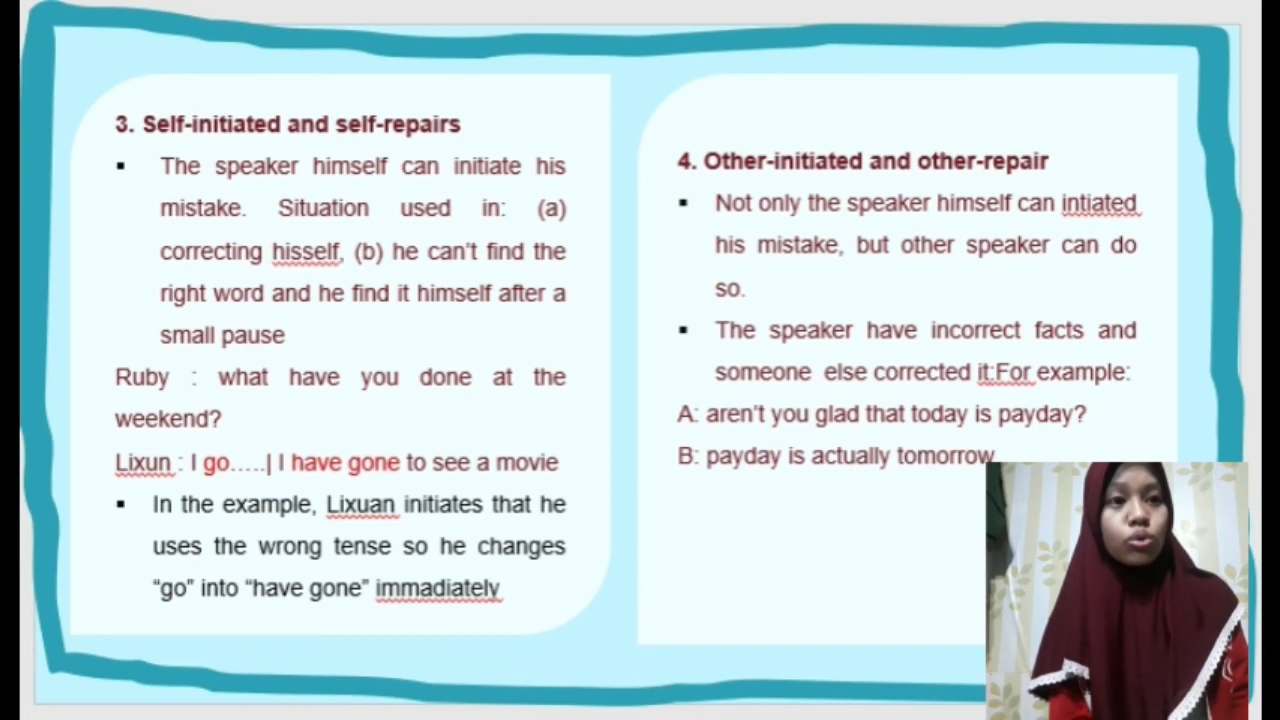 3. Self-initiated and self-repairs
▪ The speaker himself can initiate his
mistake. Situation used in: (a)
correcting hisself, (b) he can't find the
right word and he find it himself after a
small pause
Ruby : what have you done at the
weekend?
Lixun : I go.....| I have gone to see a movie
▪ In the example, Lixuan initiates that he
uses the wrong tense so he changes
“go” into “have gone” immadiately
4. Other-initiated and other-repair
▪ Not only the speaker himself can intiated
his mistake, but other speaker can do
so.
▪ The speaker have incorrect facts and
someone else corrected it:For example:
A: aren't you glad that today is payday?
B: payday is actually tomorrow